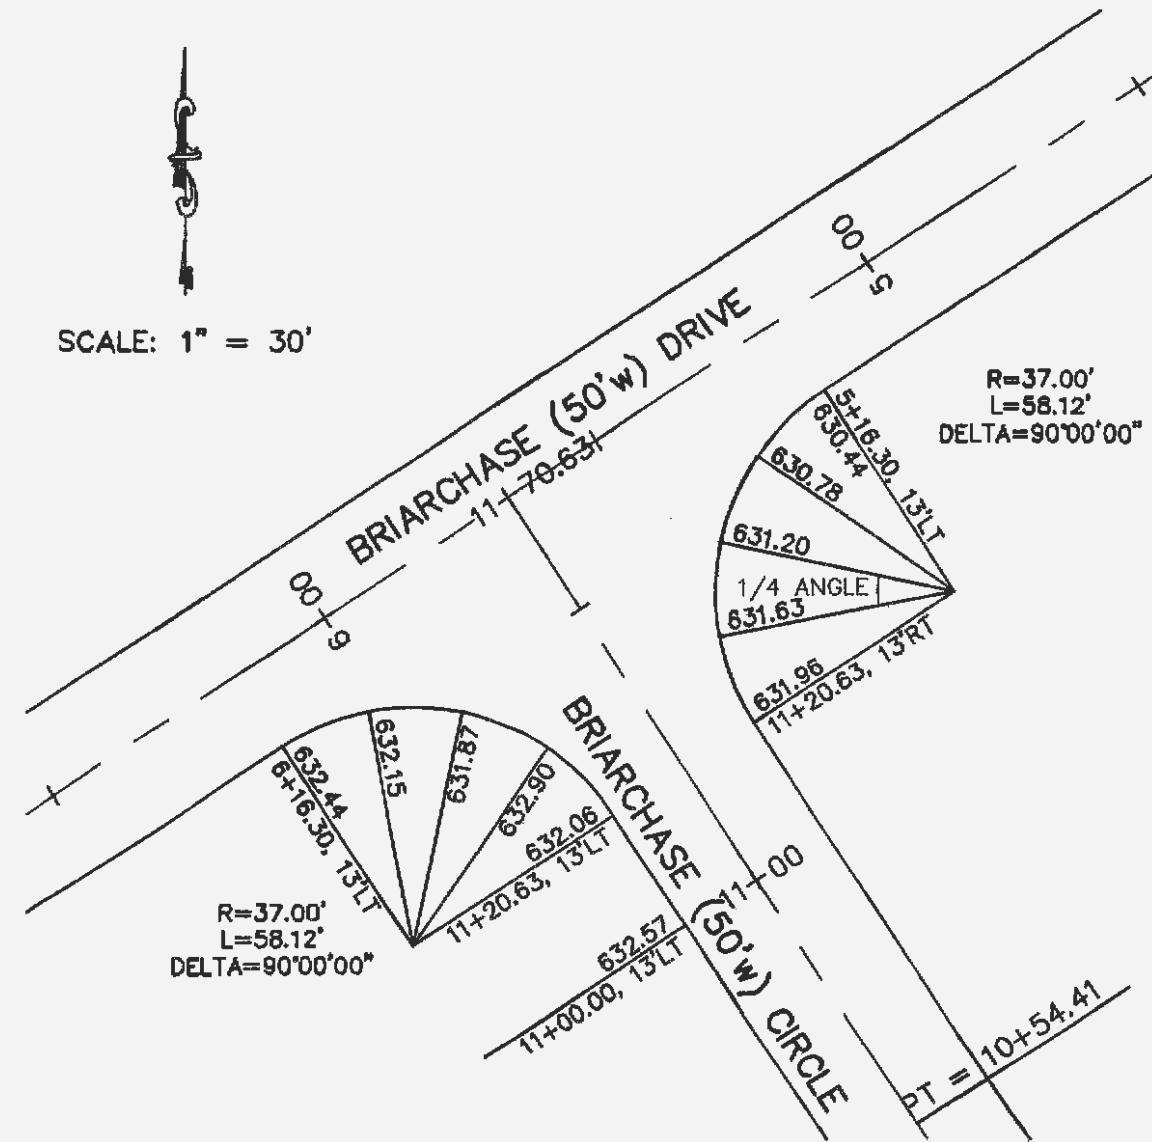 SCALE: 1" = 30'
BRIARCHASE (50'w) DRIVE
5
00
11
70.63
6
00
R=37.00'
L=58.12'
DELTA=90°00'00"
5+16.30, 13'LT
630.44
630.78
631.20
1/4 ANGLE
631.63
631.96
11+20.63, 13'RT
632.44
6+16.30, 13'LT
632.15
631.87
632.90
632.06
11+20.63, 13'LT
R=37.00'
L=58.12'
DELTA=90°00'00"
BRIARCHASE (50'w) CIRCLE
11
00
632.57
11+00.00, 13'LT
PT = 10+54.41